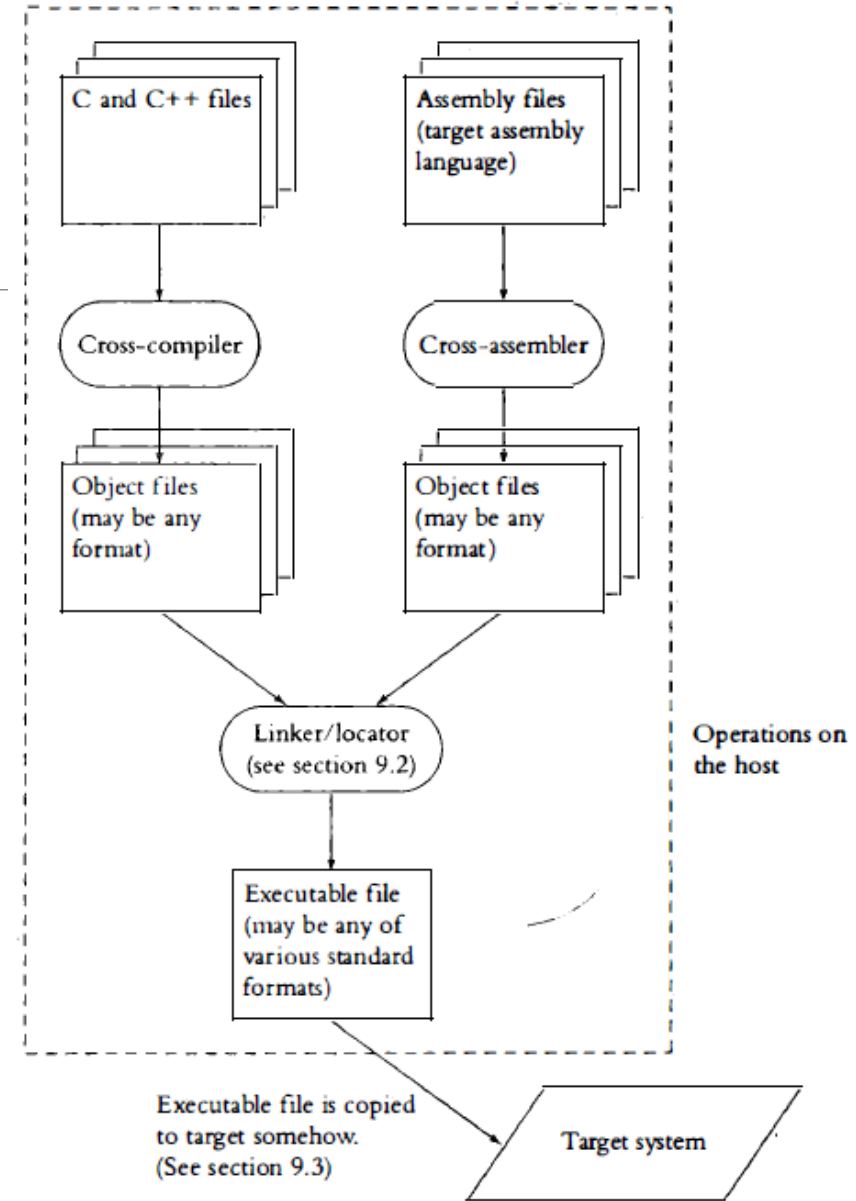 C and C++ files
Assembly files
(target assembly
language)
Cross-compiler
Cross-assembler
Object files
(may be any
format)
Object files
(may be any
format)
Linker/locator
(see section 9.2)
Operations on
the host
Executable file
(may be any of
various standard
formats)
Executable file is copied
to target somehow.
(See section 9.3)
Target system